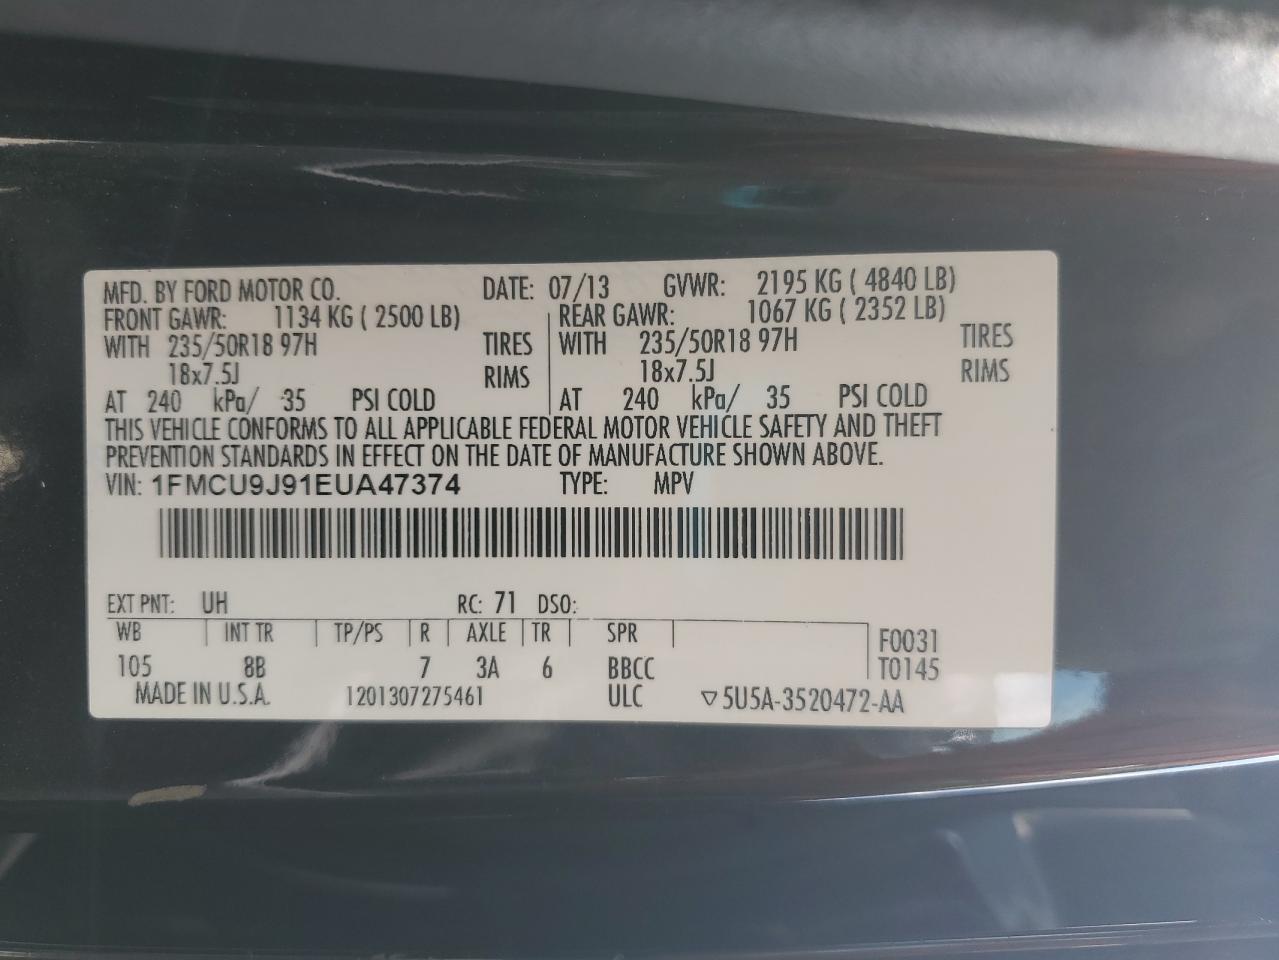 MFD. BY FORD MOTOR CO. DATE: 07/13 GVWR: 2195 KG ( 4840 LB)
FRONT GAWR: 1134 KG ( 2500 LB) REAR GAWR: 1067 KG ( 2352 LB)
WITH 235/50R18 97H TIRES WITH 235/50R18 97H TIRES
18x7.5J RIMS 18x7.5J RIMS
AT 240 kPa/ 35 PSI COLD AT 240 kPa/ 35 PSI COLD
THIS VEHICLE CONFORMS TO ALL APPLICABLE FEDERAL MOTOR VEHICLE SAFETY AND THEFT
PREVENTION STANDARDS IN EFFECT ON THE DATE OF MANUFACTURE SHOWN ABOVE.
VIN: 1FMCU9J91EUA47374 TYPE: MPV
EXT PNT: UH RC: 71 DSO:
WB INT TR TP/PS R AXLE TR SPR F0031
105 8B 7 3A 6 BBCC T0145
MADE IN U.S.A. 1201307275461 ULC ▽5U5A-3520472-AA